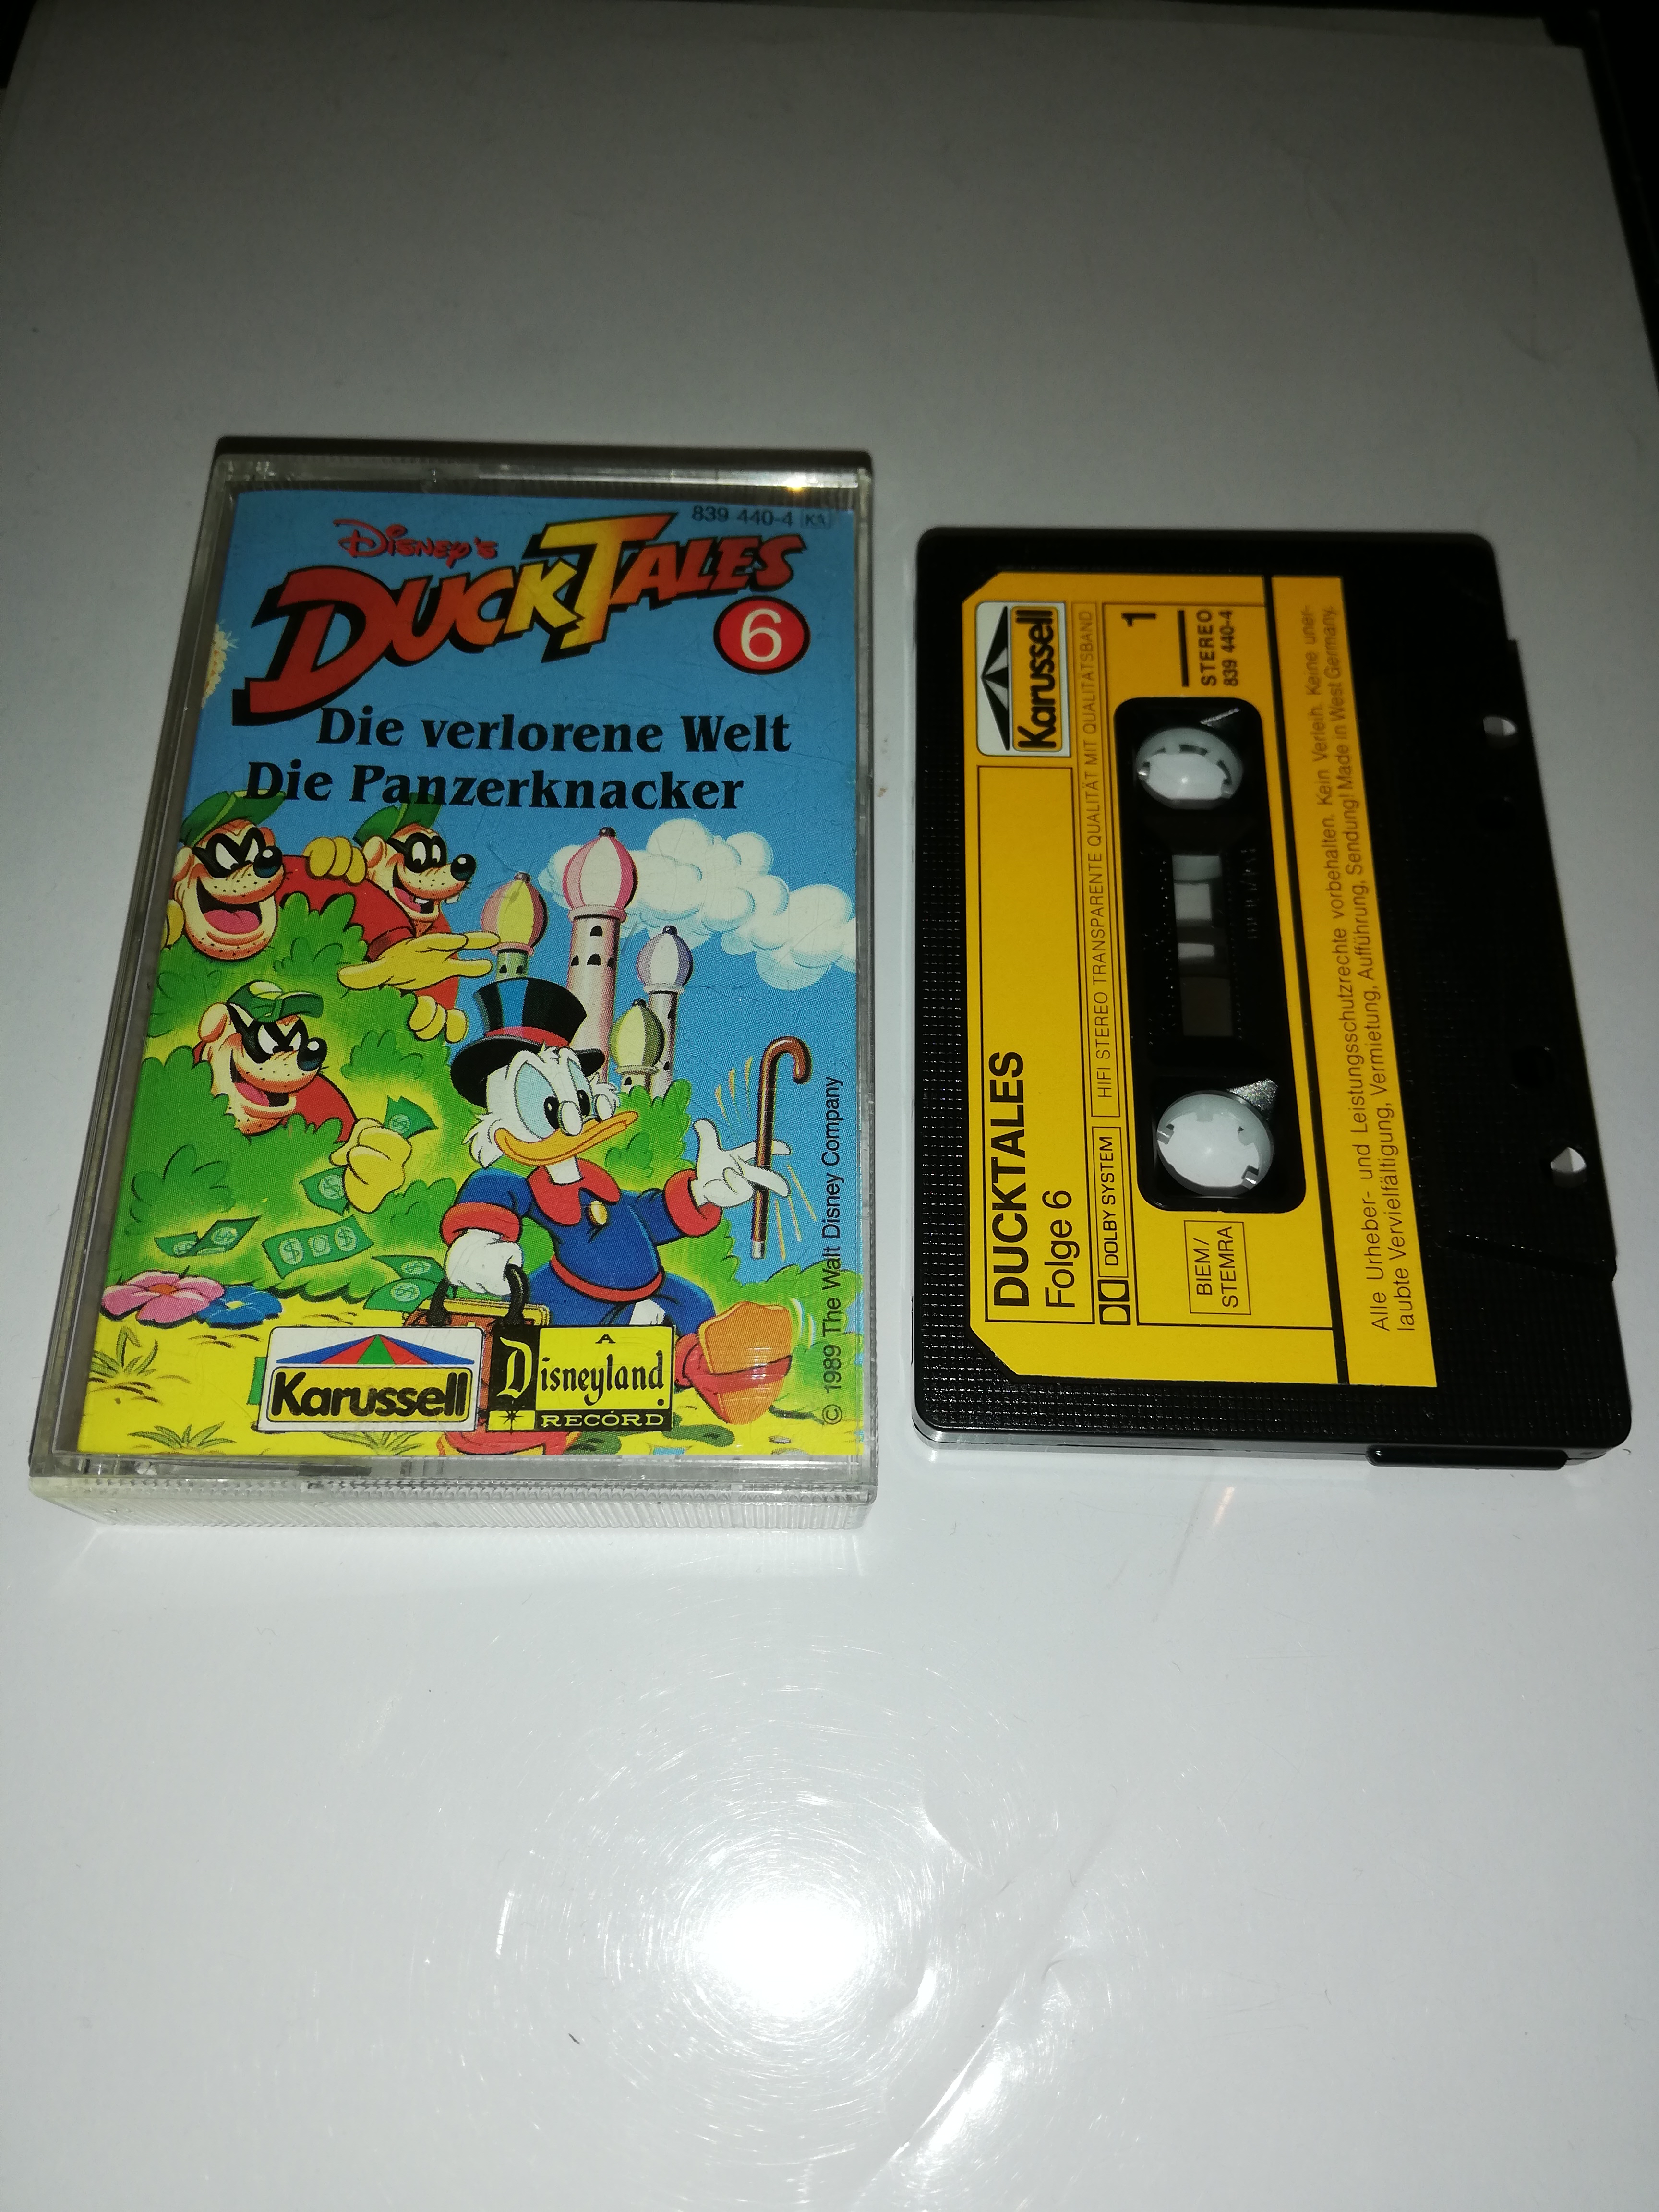 839 440-4 KA
Disney's
DUCKTALES
6
Die verlorene Welt
Die Panzerknacker
© 1989 The Walt Disney Company
Karussell
A
Disneyland
RECORD
Karussell
DUCKTALES
Folge 6
DOLBY SYSTEM
HIFI STEREO TRANSPARENTE QUALITÄT MIT QUALITÄTSBAND
1
STEREO
839 440-4
BIEM/
STEMRA
Alle Urheber- und Leistungsschutzrechte vorbehalten. Kein Verleih. Keine uner-
laubte Vervielfältigung, Vermietung, Aufführung, Sendung! Made in West Germany.